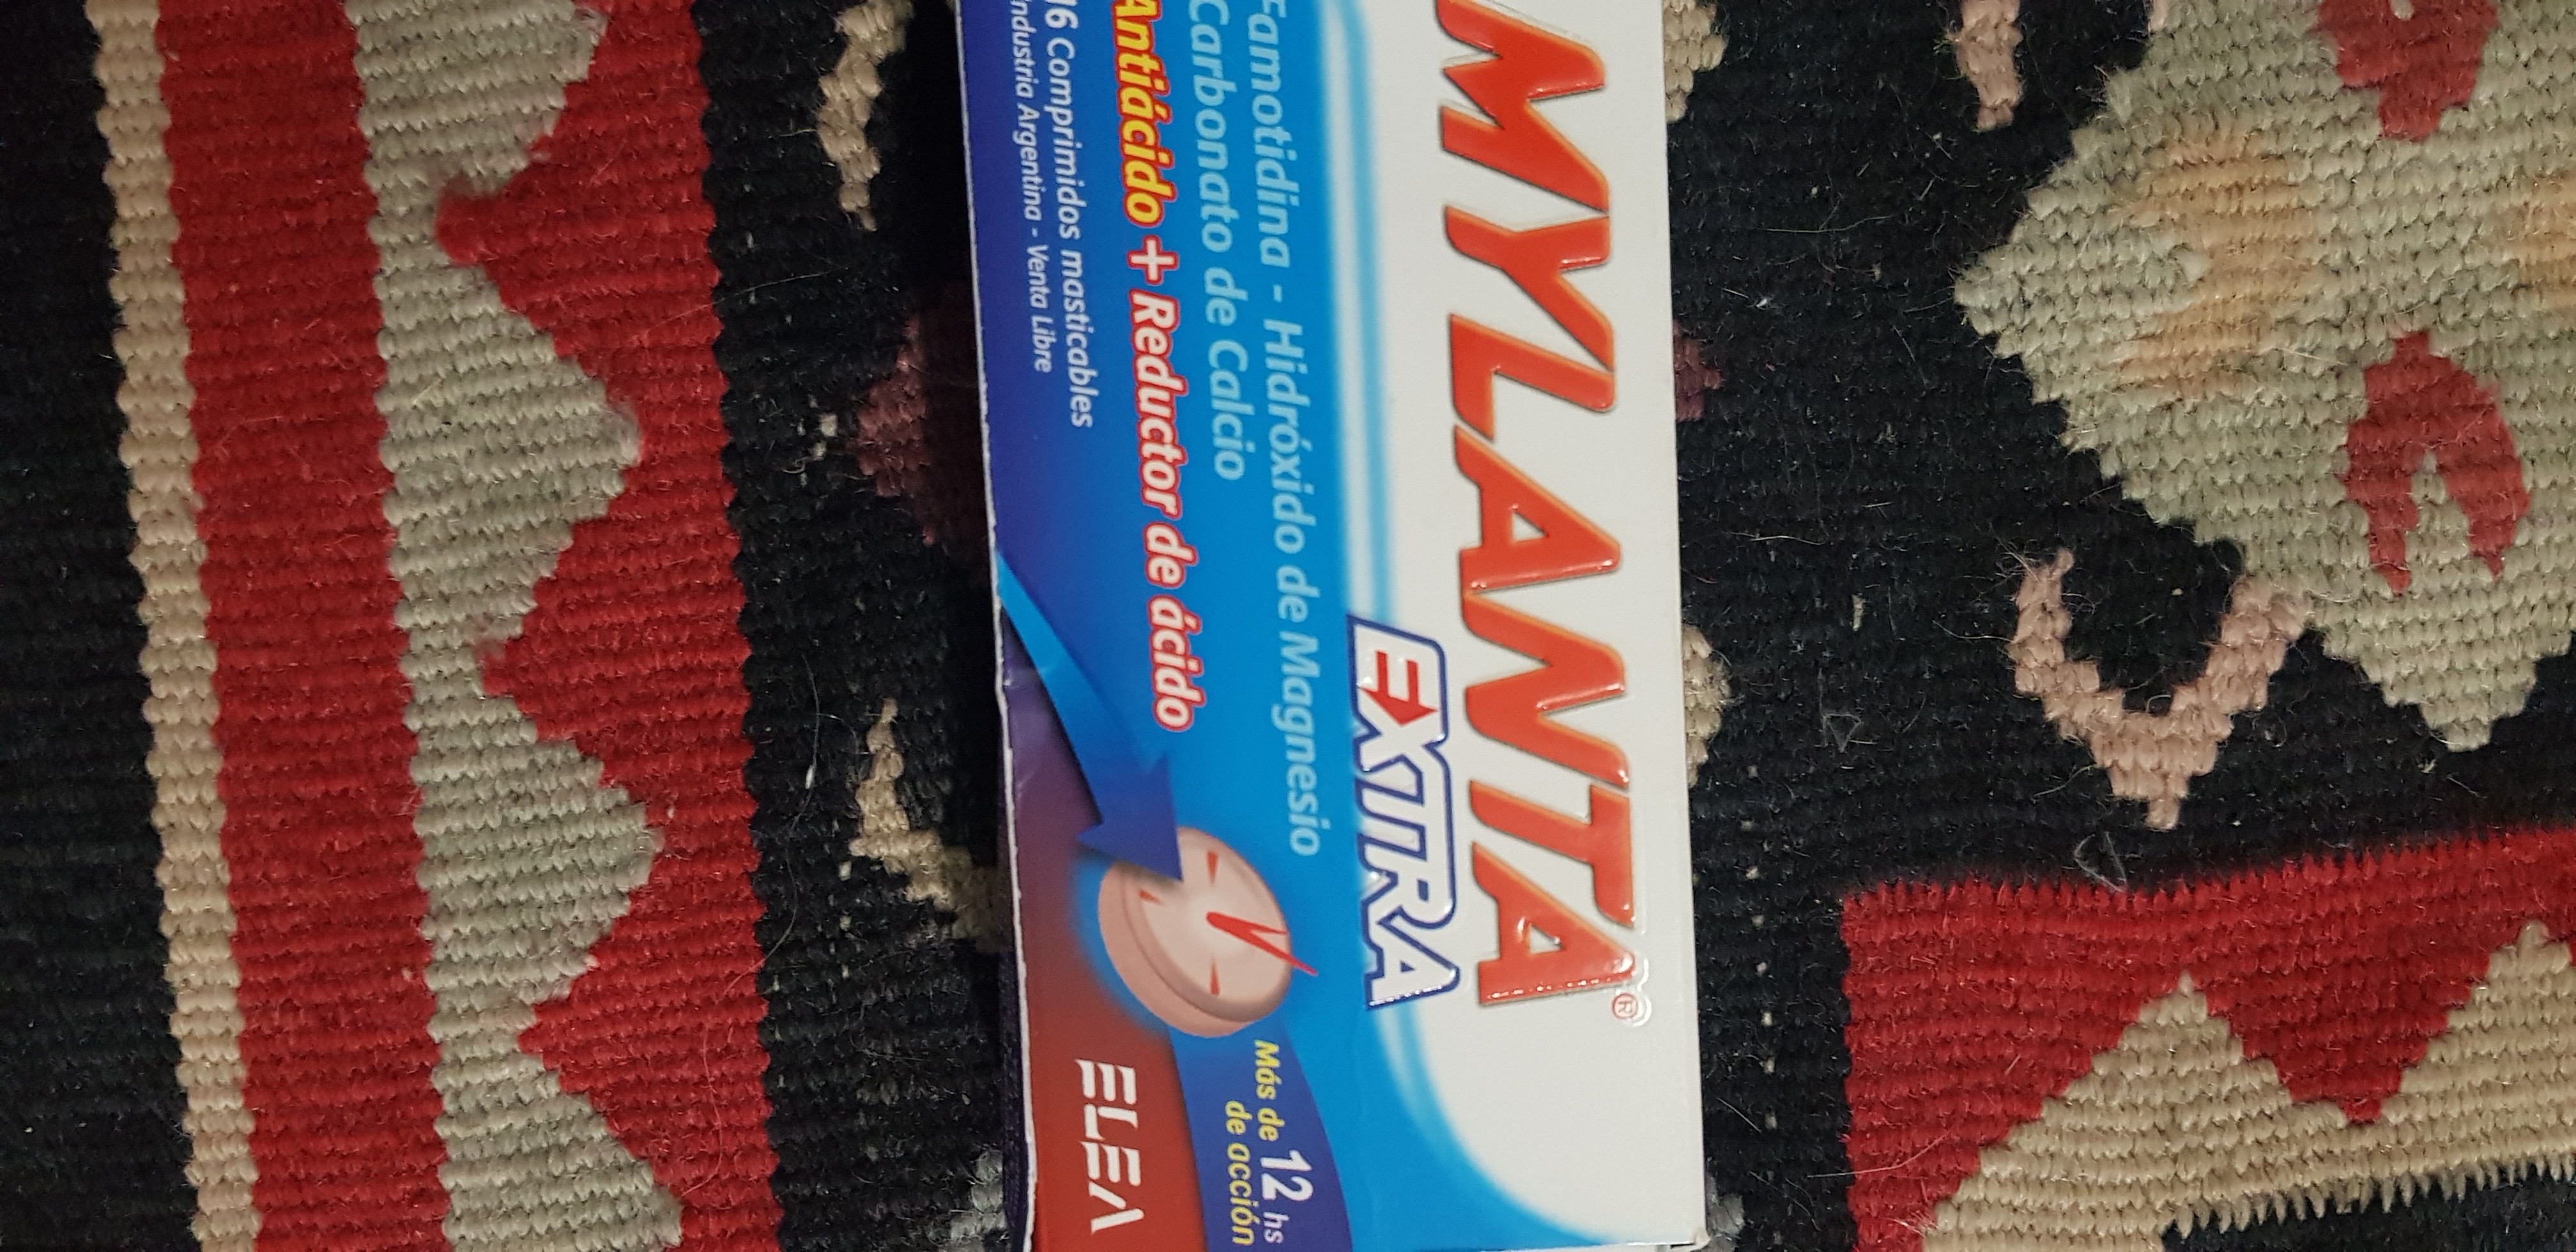 MYLANTA®
EXTRA
Famotidina - Hidróxido de Magnesio
Carbonato de Calcio
Antiácido + Reductor de ácido
16 Comprimidos masticables
Industria Argentina - Venta Libre
Más de 12 hs
de acción
ELEA